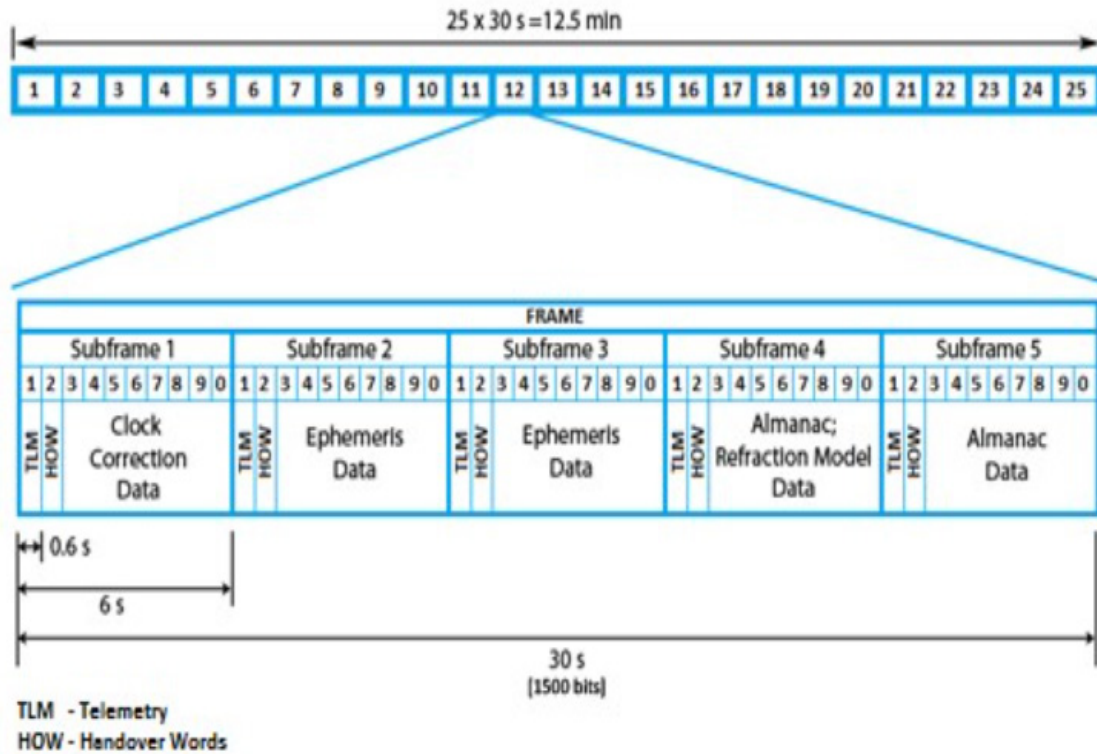 25 x 30 s =12.5 min
1 2 3 4 5 6 7 8 9 10 11 12 13 14 15 16 17 18 19 20 21 22 23 24 25
FRAME
Subframe 1 Subframe 2 Subframe 3 Subframe 4 Subframe 5
1 2 3 4 5 6 7 8 9 0 1 2 3 4 5 6 7 8 9 0 1 2 3 4 5 6 7 8 9 0 1 2 3 4 5 6 7 8 9 0 1 2 3 4 5 6 7 8 9 0
TLM
HOW
Clock
Correction
Data
TLM
HOW
Ephemeris
Data
TLM
HOW
Ephemeris
Data
TLM
HOW
Almanac;
Refraction Model
Data
TLM
HOW
Almanac
Data
0.6 s
6 s
30 s
(1500 bits)
TLM - Telemetry
HOW - Handover Words